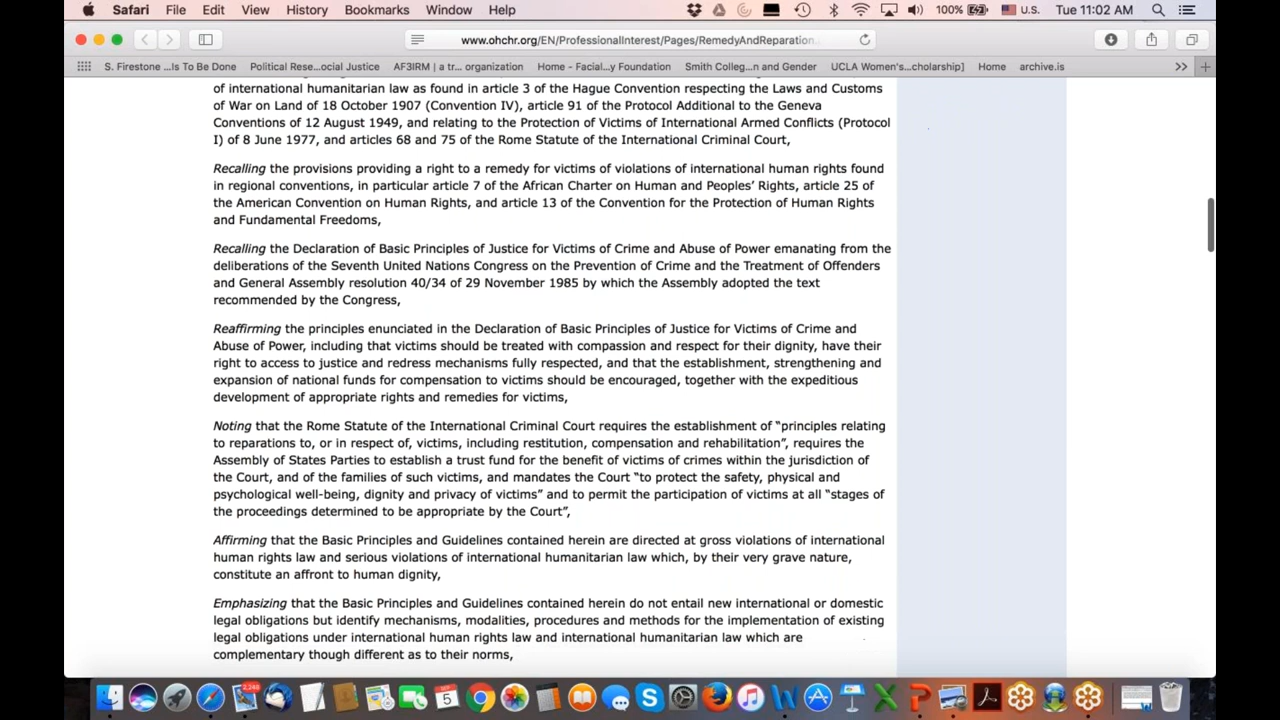 Safari File Edit View History Bookmarks Window Help 100% U.S. Tue 11:02 AM
www.ohchr.org/EN/ProfessionalInterest/Pages/RemedyAndReparation
S. Firestone ...Is To Be Done Political Rese...ocial Justice AF3IRM | a tr... organization Home - Facial...y Foundation Smith Colleg...n and Gender UCLA Women's...cholarship] Home archive.is
of international humanitarian law as found in article 3 of the Hague Convention respecting the Laws and Customs
of War on Land of 18 October 1907 (Convention IV), article 91 of the Protocol Additional to the Geneva
Conventions of 12 August 1949, and relating to the Protection of Victims of International Armed Conflicts (Protocol
I) of 8 June 1977, and articles 68 and 75 of the Rome Statute of the International Criminal Court,
Recalling the provisions providing a right to a remedy for victims of violations of international human rights found
in regional conventions, in particular article 7 of the African Charter on Human and Peoples' Rights, article 25 of
the American Convention on Human Rights, and article 13 of the Convention for the Protection of Human Rights
and Fundamental Freedoms,
Recalling the Declaration of Basic Principles of Justice for Victims of Crime and Abuse of Power emanating from the
deliberations of the Seventh United Nations Congress on the Prevention of Crime and the Treatment of Offenders
and General Assembly resolution 40/34 of 29 November 1985 by which the Assembly adopted the text
recommended by the Congress,
Reaffirming the principles enunciated in the Declaration of Basic Principles of Justice for Victims of Crime and
Abuse of Power, including that victims should be treated with compassion and respect for their dignity, have their
right to access to justice and redress mechanisms fully respected, and that the establishment, strengthening and
expansion of national funds for compensation to victims should be encouraged, together with the expeditious
development of appropriate rights and remedies for victims,
Noting that the Rome Statute of the International Criminal Court requires the establishment of “principles relating
to reparations to, or in respect of, victims, including restitution, compensation and rehabilitation”, requires the
Assembly of States Parties to establish a trust fund for the benefit of victims of crimes within the jurisdiction of
the Court, and of the families of such victims, and mandates the Court “to protect the safety, physical and
psychological well-being, dignity and privacy of victims” and to permit the participation of victims at all “stages of
the proceedings determined to be appropriate by the Court”,
Affirming that the Basic Principles and Guidelines contained herein are directed at gross violations of international
human rights law and serious violations of international humanitarian law which, by their very grave nature,
constitute an affront to human dignity,
Emphasizing that the Basic Principles and Guidelines contained herein do not entail new international or domestic
legal obligations but identify mechanisms, modalities, procedures and methods for the implementation of existing
legal obligations under international human rights law and international humanitarian law which are
complementary though different as to their norms,